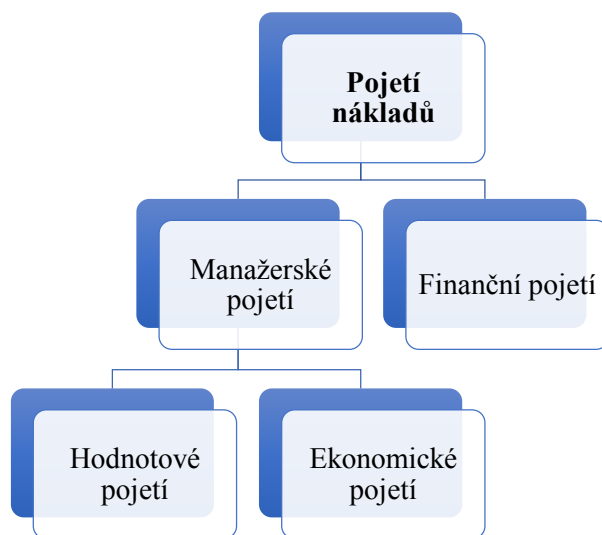 Pojetí
nákladů
Manažerské
pojetí
Finanční pojetí
Hodnotové
pojetí
Ekonomické
pojetí